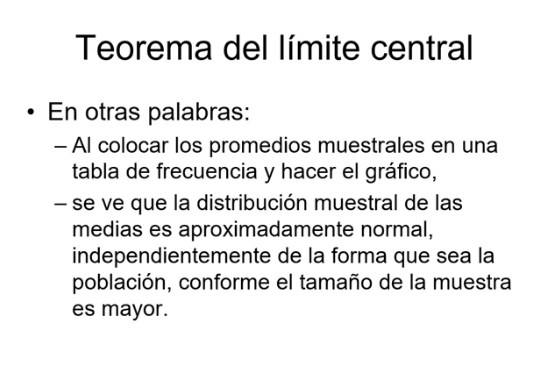 Teorema del límite central
• En otras palabras:
– Al colocar los promedios muestrales en una
tabla de frecuencia y hacer el gráfico,
– se ve que la distribución muestral de las
medias es aproximadamente normal,
independientemente de la forma que sea la
población, conforme el tamaño de la muestra
es mayor.